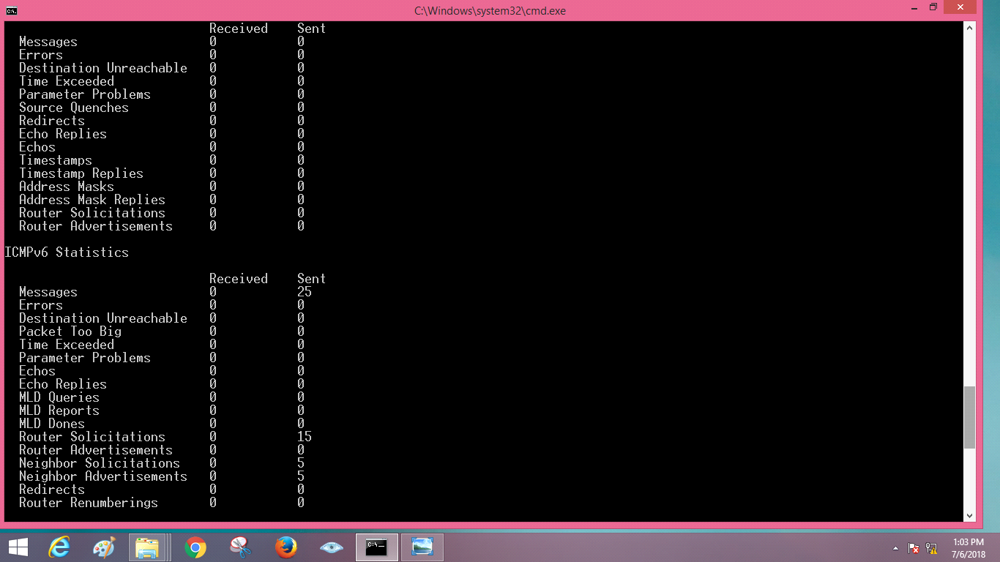 C:\Windows\system32\cmd.exe
Received Sent
Messages 0 0
Errors 0 0
Destination Unreachable 0 0
Time Exceeded 0 0
Parameter Problems 0 0
Source Quenches 0 0
Redirects 0 0
Echo Replies 0 0
Echos 0 0
Timestamps 0 0
Timestamp Replies 0 0
Address Masks 0 0
Address Mask Replies 0 0
Router Solicitations 0 0
Router Advertisements 0 0
ICMPv6 Statistics
Received Sent
Messages 0 25
Errors 0 0
Destination Unreachable 0 0
Packet Too Big 0 0
Time Exceeded 0 0
Parameter Problems 0 0
Echos 0 0
Echo Replies 0 0
MLD Queries 0 0
MLD Reports 0 0
MLD Dones 0 0
Router Solicitations 0 15
Router Advertisements 0 0
Neighbor Solicitations 0 5
Neighbor Advertisements 0 5
Redirects 0 0
Router Renumberings 0 0
1:03 PM
7/6/2018